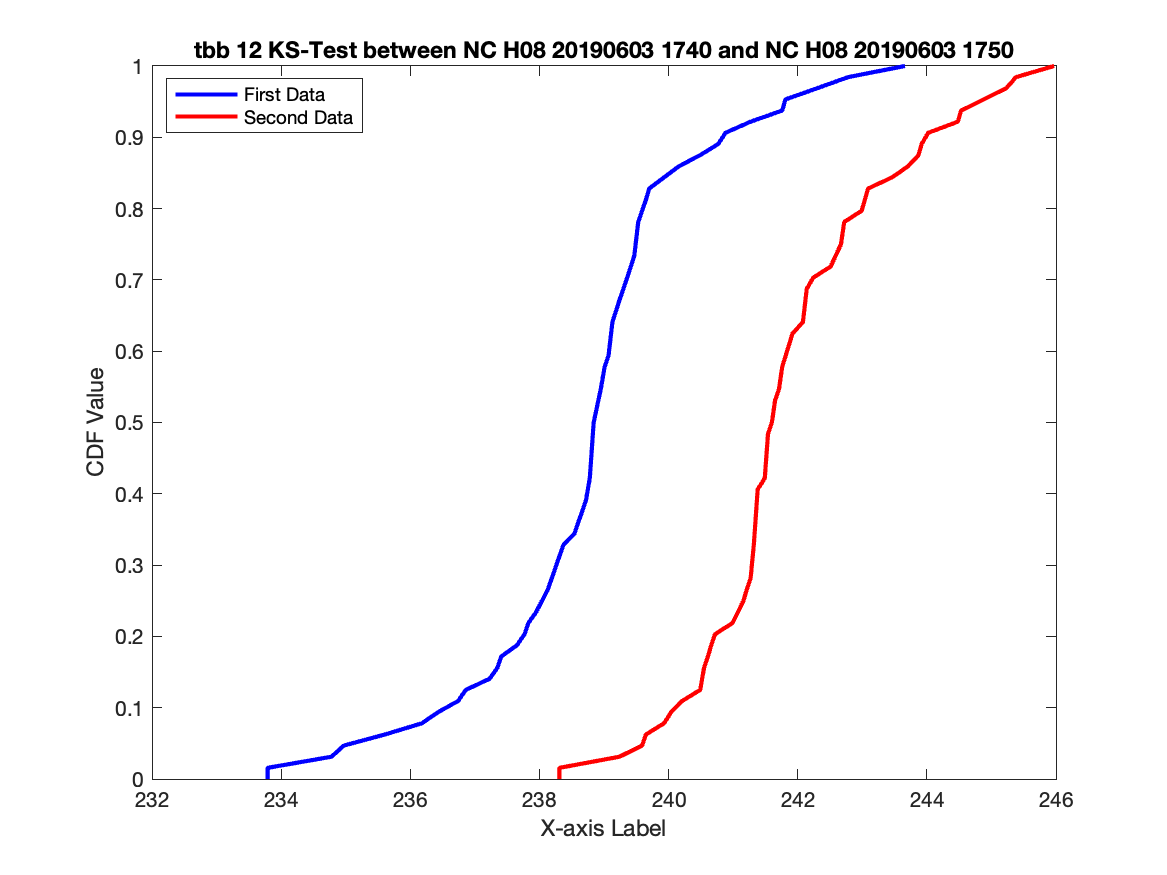 tbb 12 KS-Test between NC H08 20190603 1740 and NC H08 20190603 1750
First Data
Second Data
CDF Value
1
0.9
0.8
0.7
0.6
0.5
0.4
0.3
0.2
0.1
0
232 234 236 238 240 242 244 246
X-axis Label